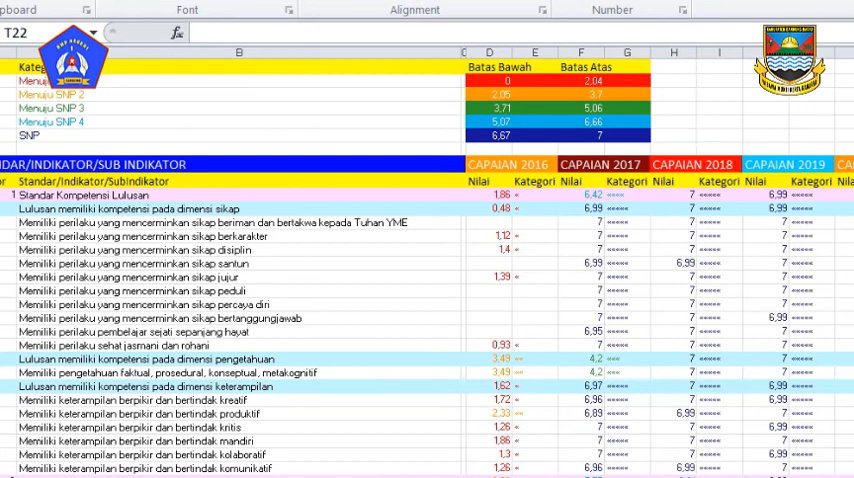 pboard Font Alignment Number
T22 fx
B C D E F G H I J K L
Kate Batas Bawah Batas Atas
Menuju 0 2,04
Menuju SNP 2 2,05 3,7
Menuju SNP 3 3,71 5,06
Menuju SNP 4 5,07 6,66
SNP 6,67 7
DAR/INDIKATOR/SUB INDIKATOR CAPAIAN 2016 CAPAIAN 2017 CAPAIAN 2018 CAPAIAN 2019 CA
or Standar/Indikator/SubIndikator Nilai Kategori Nilai Kategori Nilai Kategori Nilai Kategori Nila
1 Standar Kompetensi Lulusan 1,86 « 6,42 «««« 7 ««««« 6,99 «««««
Lulusan memiliki kompetensi pada dimensi sikap 0,48 « 6,99 ««««« 7 ««««« 6,99 «««««
Memiliki perilaku yang mencerminkan sikap beriman dan bertakwa kepada Tuhan YME 7 ««««« 7 ««««« 7 «««««
Memiliki perilaku yang mencerminkan sikap berkarakter 1,12 « 7 ««««« 7 ««««« 7 «««««
Memiliki perilaku yang mencerminkan sikap disiplin 1,4 « 7 ««««« 7 ««««« 7 «««««
Memiliki perilaku yang mencerminkan sikap santun 6,99 ««««« 6,99 ««««« 7 «««««
Memiliki perilaku yang mencerminkan sikap jujur 1,39 « 7 ««««« 7 ««««« 7 «««««
Memiliki perilaku yang mencerminkan sikap peduli 7 ««««« 7 ««««« 7 «««««
Memiliki perilaku yang mencerminkan sikap percaya diri 7 ««««« 7 ««««« 7 «««««
Memiliki perilaku yang mencerminkan sikap bertanggungjawab 7 ««««« 7 ««««« 6,99 «««««
Memiliki perilaku pembelajar sejati sepanjang hayat 6,95 ««««« 7 ««««« 7 «««««
Memiliki perilaku sehat jasmani dan rohani 0,93 « 7 ««««« 7 ««««« 7 «««««
Lulusan memiliki kompetensi pada dimensi pengetahuan 3,49 «« 4,2 ««« 7 ««««« 7 «««««
Memiliki pengetahuan faktual, prosedural, konseptual, metakognitif 3,49 «« 4,2 ««« 7 ««««« 7 «««««
Lulusan memiliki kompetensi pada dimensi keterampilan 1,62 « 6,97 ««««« 7 ««««« 6,99 «««««
Memiliki keterampilan berpikir dan bertindak kreatif 1,72 « 6,96 ««««« 7 ««««« 6,99 «««««
Memiliki keterampilan berpikir dan bertindak produktif 2,33 «« 6,89 ««««« 6,99 ««««« 7 «««««
Memiliki keterampilan berpikir dan bertindak kritis 1,26 « 7 ««««« 7 ««««« 6,99 «««««
Memiliki keterampilan berpikir dan bertindak mandiri 1,86 « 7 ««««« 7 ««««« 7 «««««
Memiliki keterampilan berpikir dan bertindak kolaboratif 1,3 « 7 ««««« 7 ««««« 7 «««««
Memiliki keterampilan berpikir dan bertindak komunikatif 1,26 « 6,96 ««««« 6,99 ««««« 7 «««««